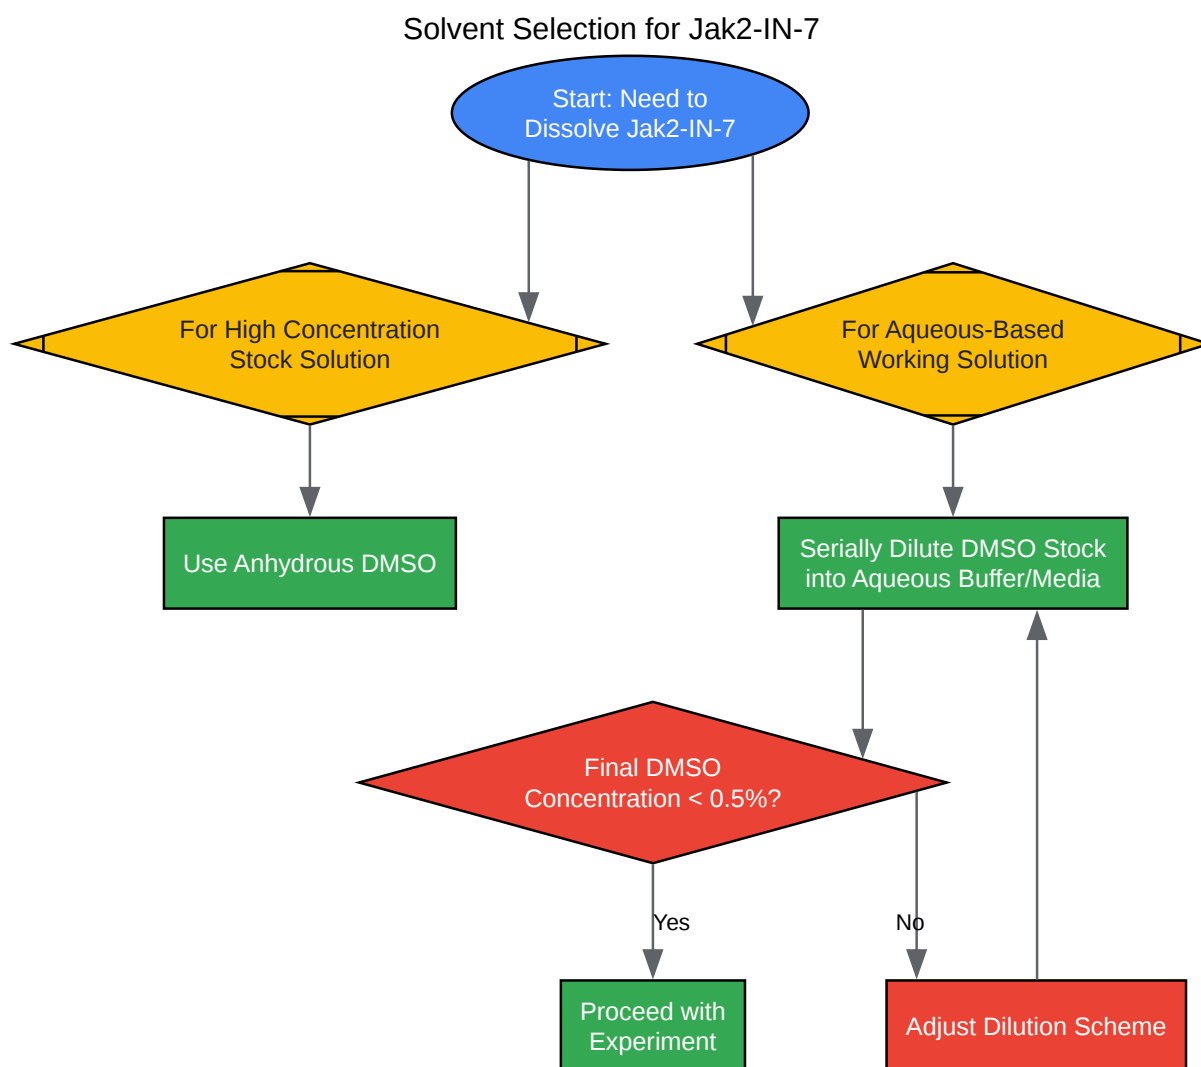 Solvent Selection for Jak2-IN-7
Start: Need to
Dissolve Jak2-IN-7
For High Concentration
Stock Solution
For Aqueous-Based
Working Solution
Use Anhydrous DMSO
Serially Dilute DMSO Stock
into Aqueous Buffer/Media
Final DMSO
Concentration < 0.5%?
Yes
No
Proceed with
Experiment
Adjust Dilution Scheme